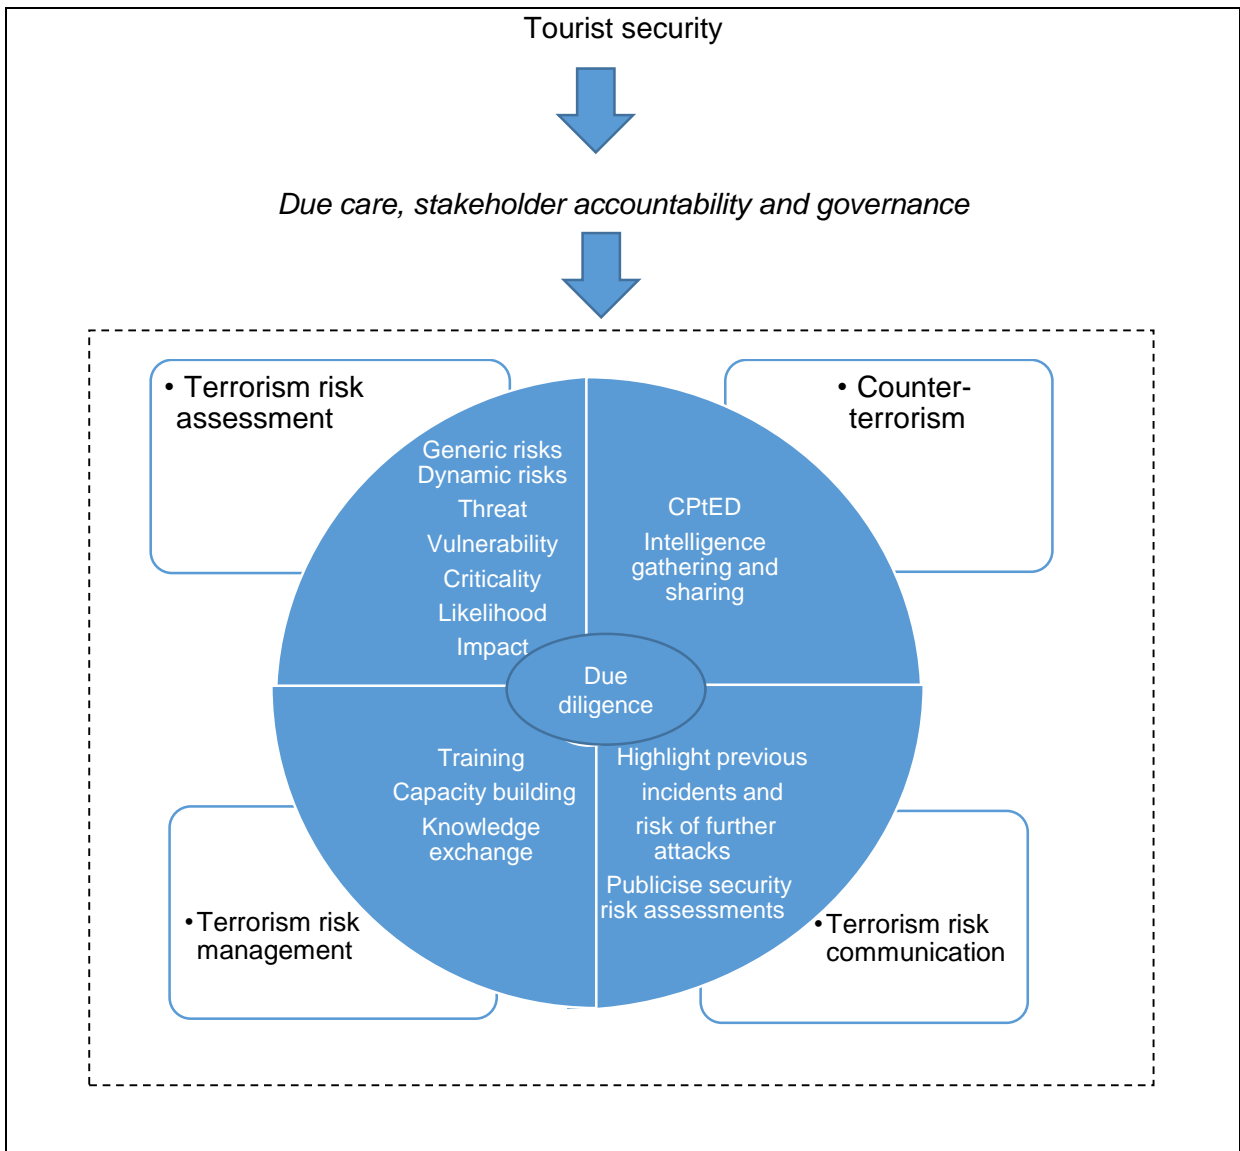 Tourist security
Due care, stakeholder accountability and governance
• Terrorism risk
assessment
• Counter-
terrorism
Generic risks
Dynamic risks
Threat
Vulnerability
Criticality
Likelihood
Impact
CPtED
Intelligence
gathering and
sharing
Due
diligence
Training
Capacity building
Knowledge
exchange
Highlight previous
incidents and
risk of further
attacks
Publicise security
risk assessments
• Terrorism risk
management
• Terrorism risk
communication